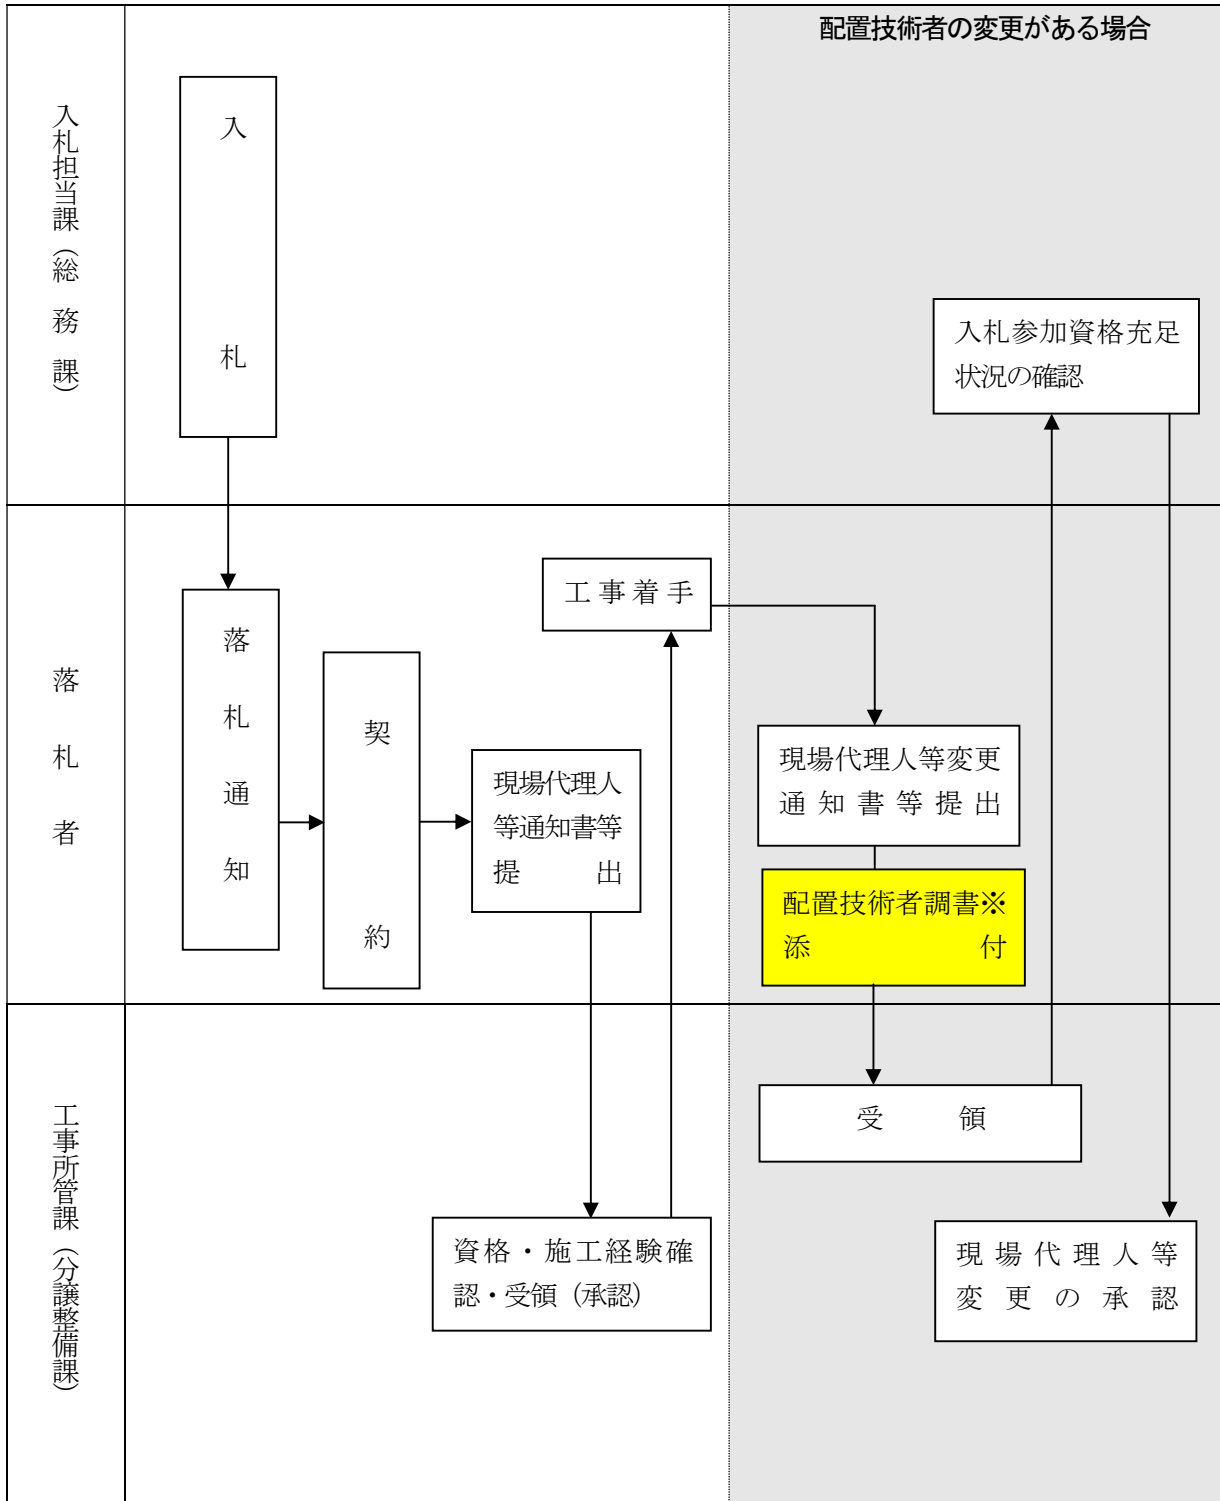 配置技術者の変更がある場合
入札担当課（総務課）
入札
入札参加資格充足
状況の確認
落札者
落札通知
契約
現場代理人
等通知書等
提出
工事着手
現場代理人等変更
通知書等提出
配置技術者調書※
添付
工事所管課（分譲整備課）
受領
資格・施工経験確
認・受領（承認）
現場代理人等
変更の承認